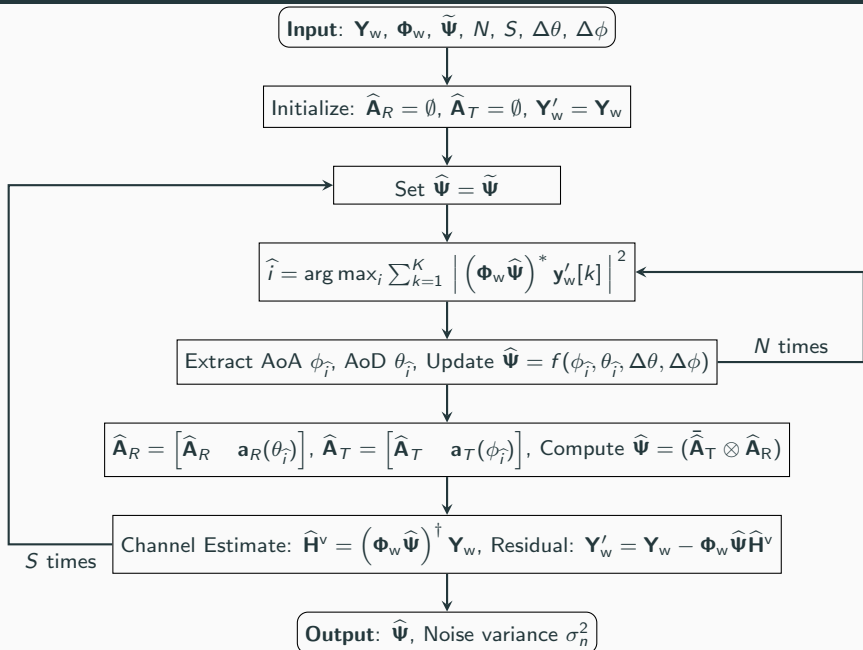 Input: Y_w, Φ_w, Ψ̃, N, S, Δθ, Δϕ
Initialize: Â_R = ∅, Â_T = ∅, Y′_w = Y_w
Set Ψ̂ = Ψ̃
î = arg max_i ∑_{k=1}^{K} | (Φ_w Ψ̂)^* y′_w[k] |^2
Extract AoA ϕ_î, AoD θ_î, Update Ψ̂ = f(ϕ_î, θ_î, Δθ, Δϕ)
N times
Â_R = [Â_R a_R(θ_î)], Â_T = [Â_T a_T(ϕ_î)], Compute Ψ̂ = (Â̄_T ⊗ Â_R)
Channel Estimate: Ĥ^v = (Φ_w Ψ̂)^† Y_w, Residual: Y′_w = Y_w − Φ_w Ψ̂ Ĥ^v
S times
Output: Ψ̂, Noise variance σ_n^2